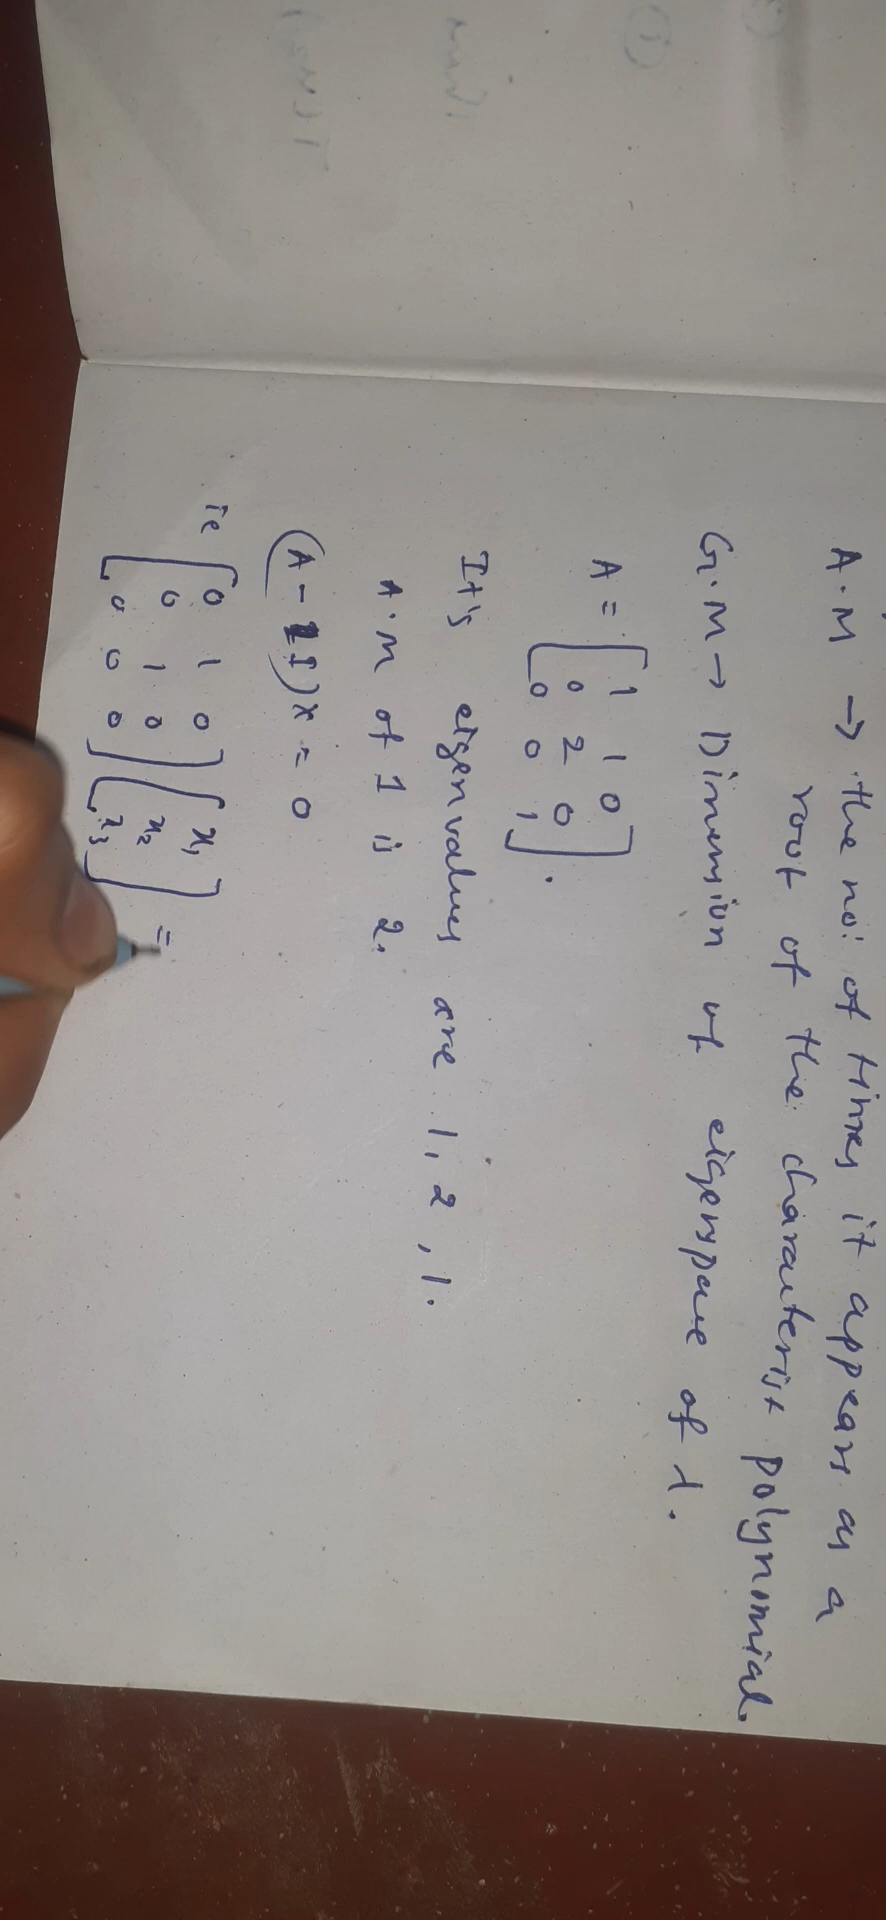 A.M → the no: of times it appears as a
root of the characterist polynomial.
G.M → Dimension of eigenspace of λ.
A = [1 1 0
0 2 0
0 0 1].
It's eigenvalues are 1, 2, 1.
A.M of 1 is 2.
(A - 1I)x = 0
ie [0 1 0
0 1 0
0 0 0] [x1
x2
x3] =